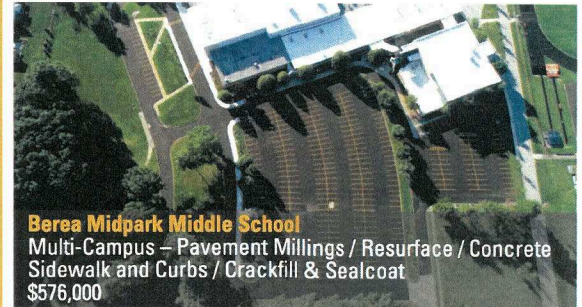 Berea Midpark Middle School
Multi-Campus – Pavement Millings / Resurface / Concrete
Sidewalk and Curbs / Crackfill & Sealcoat
$576,000